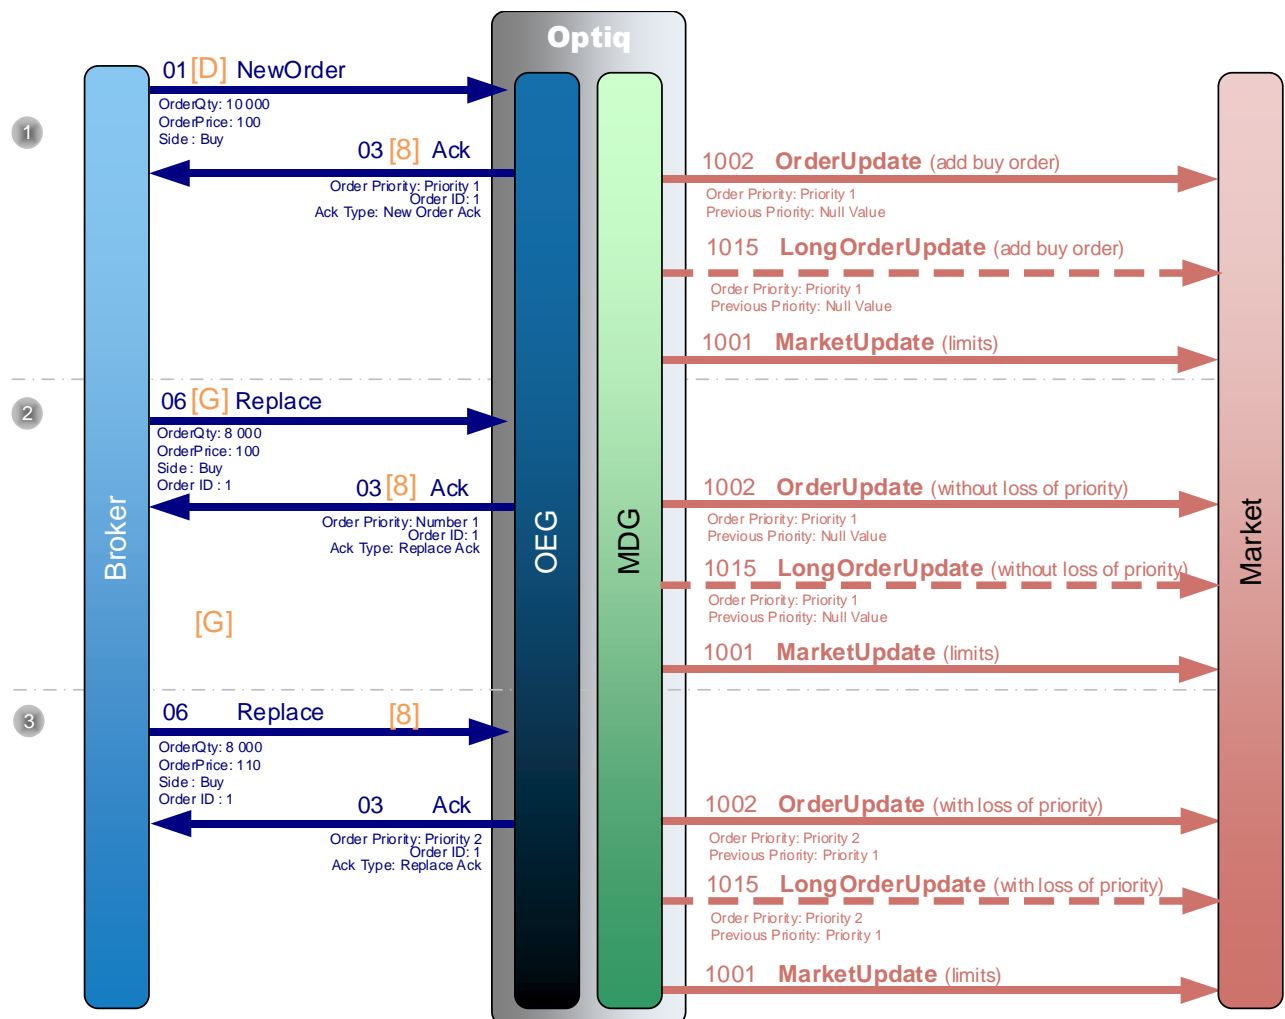 Optiq
01 [D] NewOrder
OrderQty: 10 000
OrderPrice: 100
Side : Buy
1
03 [8] Ack
Order Priority: Priority 1
Order ID: 1
Ack Type: New Order Ack
1002 OrderUpdate (add buy order)
Order Priority: Priority 1
Previous Priority: Null Value
1015 LongOrderUpdate (add buy order)
Order Priority: Priority 1
Previous Priority: Null Value
1001 MarketUpdate (limits)
2
06 [G] Replace
OrderQty: 8 000
OrderPrice: 100
Side : Buy
Order ID : 1
03 [8] Ack
Order Priority: Number 1
Order ID: 1
Ack Type: Replace Ack
1002 OrderUpdate (without loss of priority)
Order Priority: Priority 1
Previous Priority: Null Value
1015 LongOrderUpdate (without loss of priority)
Order Priority: Priority 1
Previous Priority: Null Value
Broker
OEG
MDG
Market
[G]
1001 MarketUpdate (limits)
3
06 Replace [8]
OrderQty: 8 000
OrderPrice: 110
Side : Buy
Order ID : 1
03 Ack
Order Priority: Priority 2
Order ID: 1
Ack Type: Replace Ack
1002 OrderUpdate (with loss of priority)
Order Priority: Priority 2
Previous Priority: Priority 1
1015 LongOrderUpdate (with loss of priority)
Order Priority: Priority 2
Previous Priority: Priority 1
1001 MarketUpdate (limits)